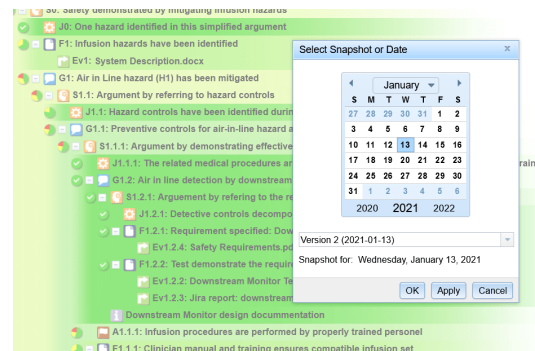 S0: Safety demonstrated by mitigating infusion hazards
J0: One hazard identified in this simplified argument
F1: Infusion hazards have been identified
Ev1: System Description.docx
G1: Air in Line hazard (H1) has been mitigated
S1.1: Argument by referring to hazard controls
J1.1: Hazard controls have been identified durin
G1.1: Preventive controls for air-in-line hazard a
S1.1.1: Argument by demonstrating effective
J1.1.1: The related medical procedures ar
rain
G1.2: Air in line detection by downstream
S1.2.1: Arguement by refering to the re
J1.2.1: Detective controls decompo
F1.2.1: Requirement specified: Dow
Ev1.2.4: Safety Requirements.pd
F1.2.2: Test demonstrate the requir
Ev1.2.2: Downstream Monitor Te
Ev1.2.3: Jira report: downstream
Downstream Monitor design docummentation
A1.1.1: Infusion procedures are performed by properly trained personel
F1.1.1: Clinician manual and training ensures compatible infusion set
Select Snapshot or Date x
January
S M T W T F S
27 28 29 30 31 1 2
3 4 5 6 7 8 9
10 11 12 13 14 15 16
17 18 19 20 21 22 23
24 25 26 27 28 29 30
31 1 2 3 4 5 6
2020 2021 2022
Version 2 (2021-01-13)
Snapshot for: Wednesday, January 13, 2021
OK Apply Cancel